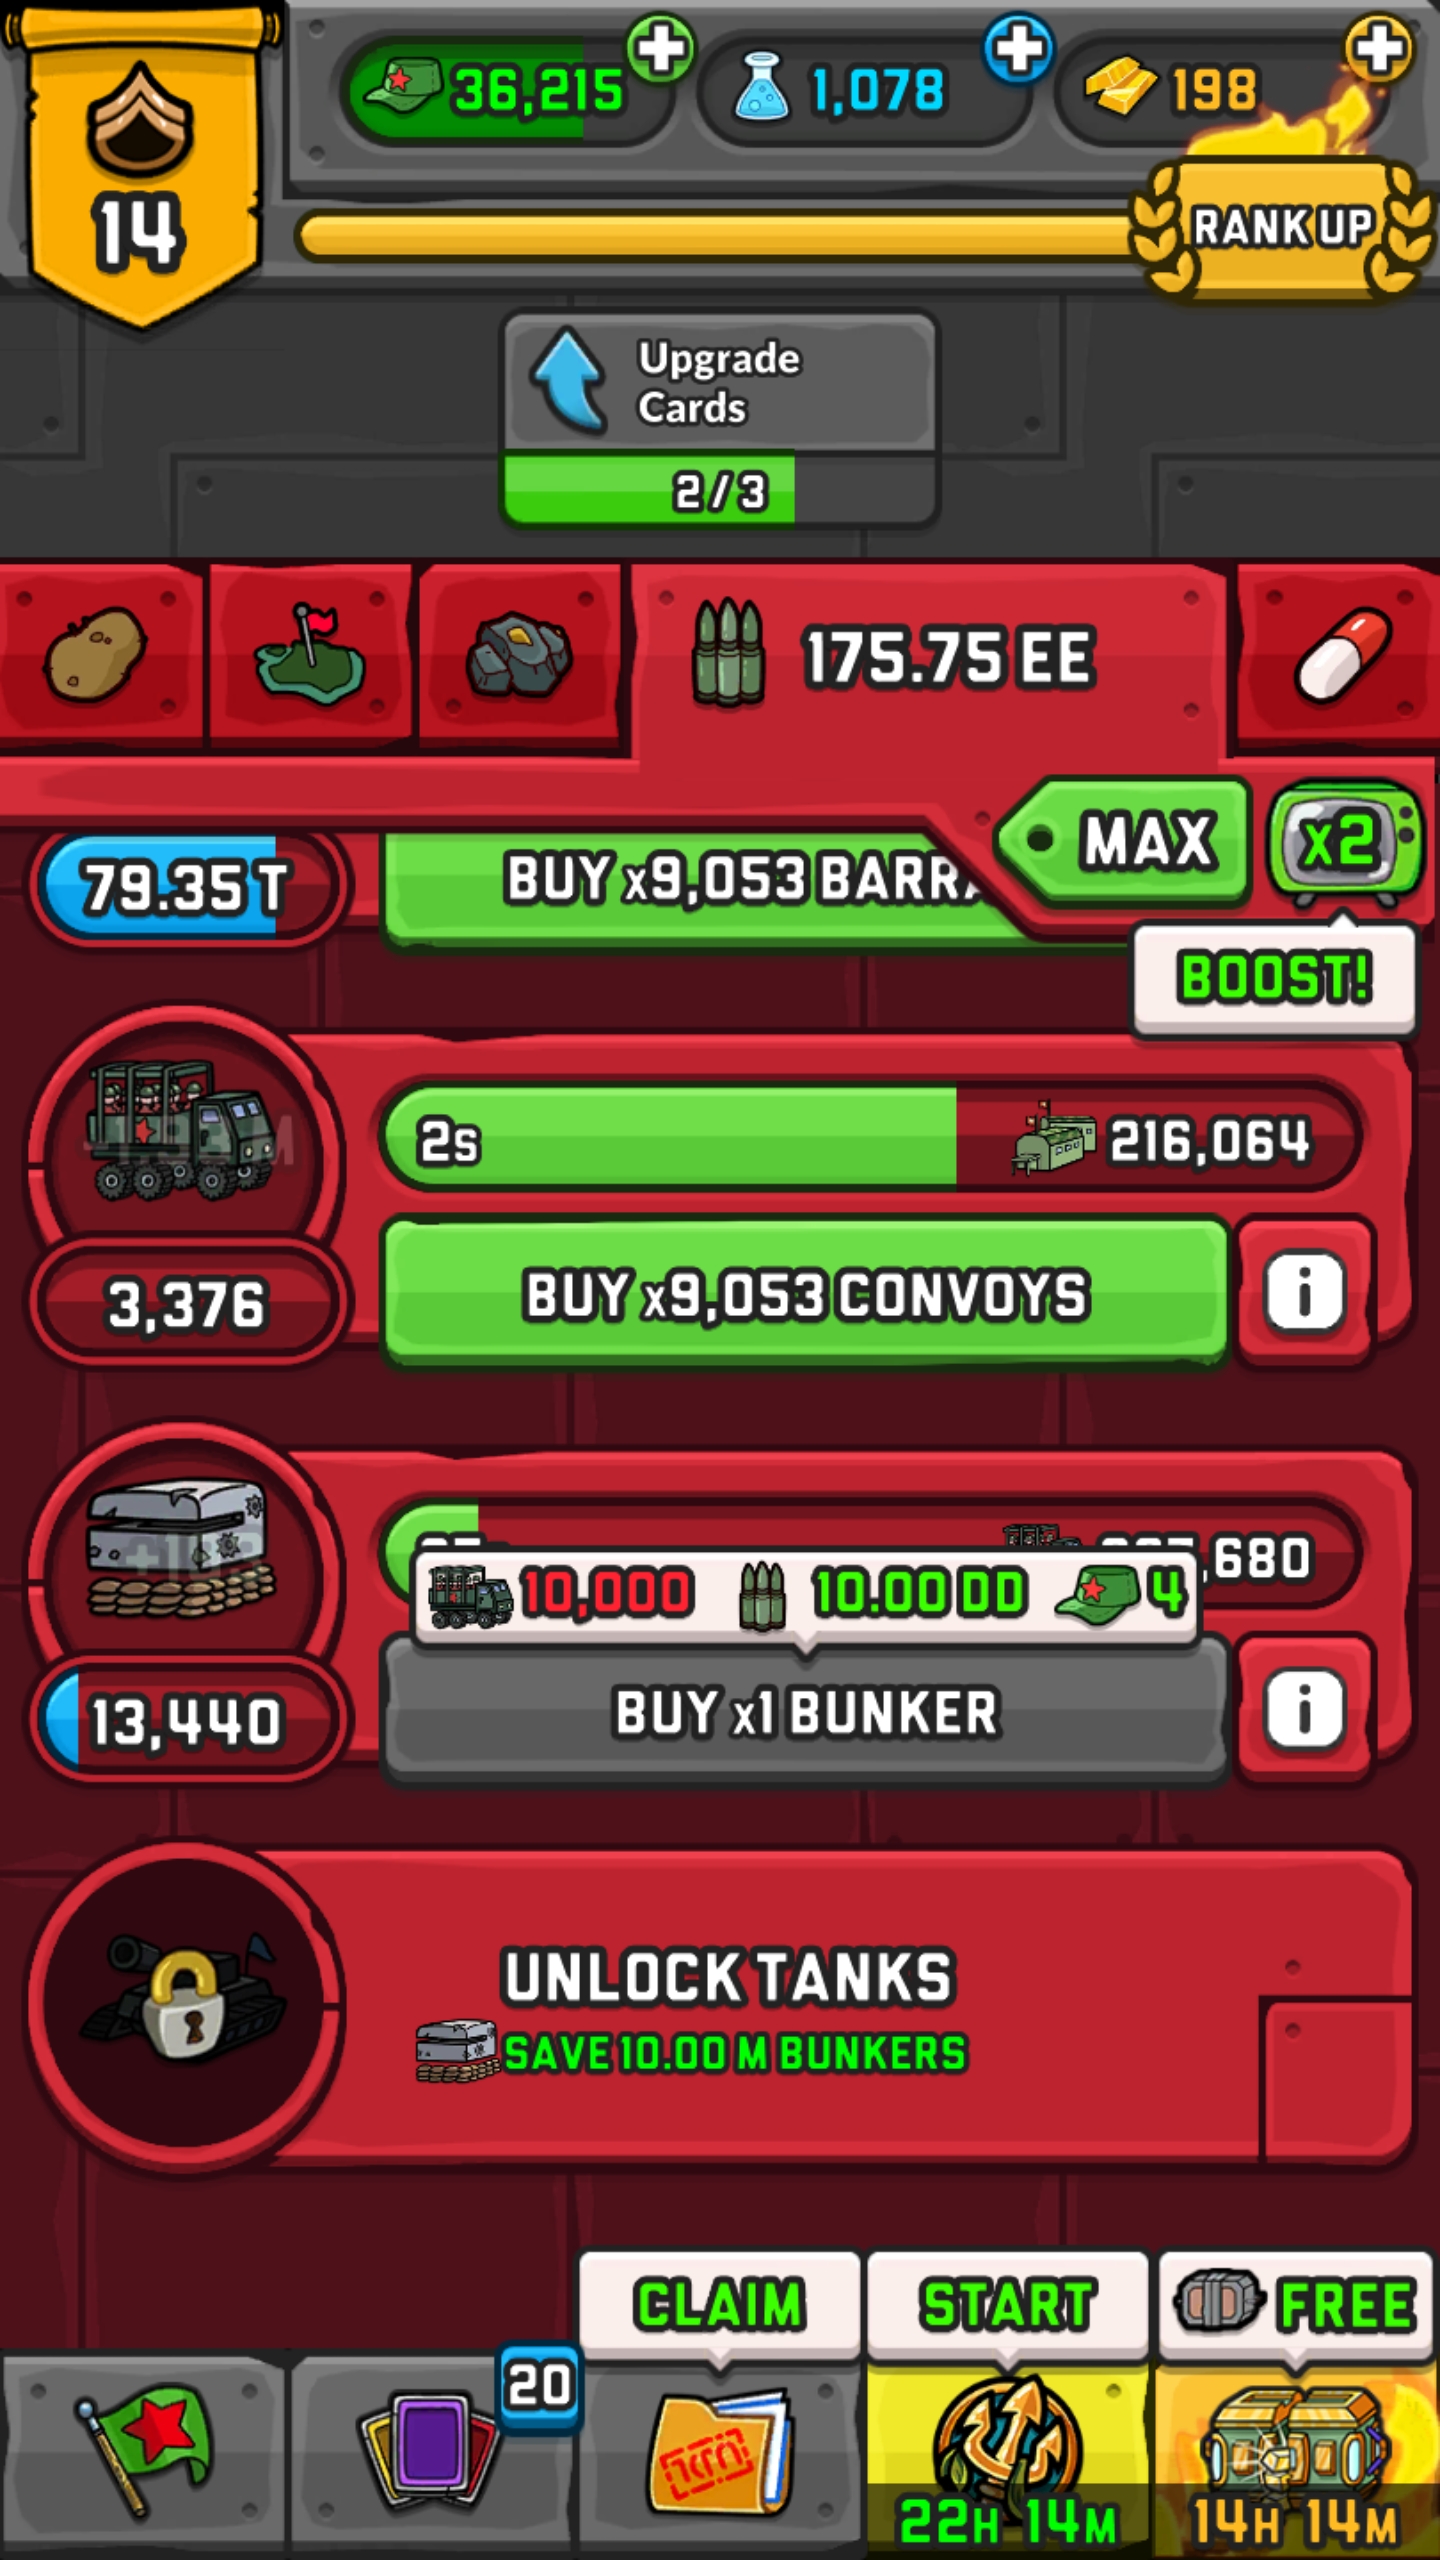 36,215
1,078
198
14
RANK UP
Upgrade
Cards
2/3
175.75 EE
MAX
x2
79.35 T
BUY x9,053
BOOST!
2s
216,064
3,376
BUY x9,053 CONVOYS
10,000
10.00 DD
4
13,440
BUY x1 BUNKER
UNLOCK TANKS
SAVE 10.00 M BUNKERS
CLAIM
START
FREE
20
22H 14M
14H 14M